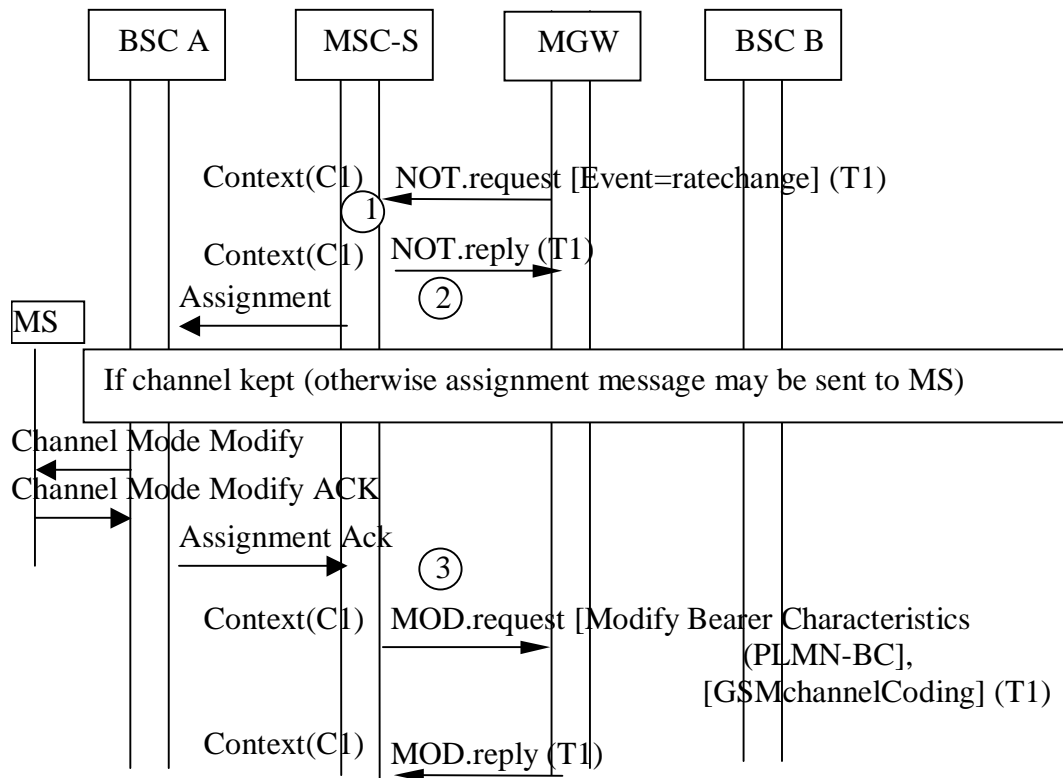 BSC A
MSC-S
MGW
BSC B
Context(C1)
NOT.request [Event=ratechange] (T1)
1
Context(C1)
NOT.reply (T1)
2
Assignment
MS
If channel kept (otherwise assignment message may be sent to MS)
Channel Mode Modify
Channel Mode Modify ACK
Assignment Ack
3
Context(C1)
MOD.request [Modify Bearer Characteristics
(PLMN-BC],
[GSMchannelCoding] (T1)
Context(C1)
MOD.reply (T1)